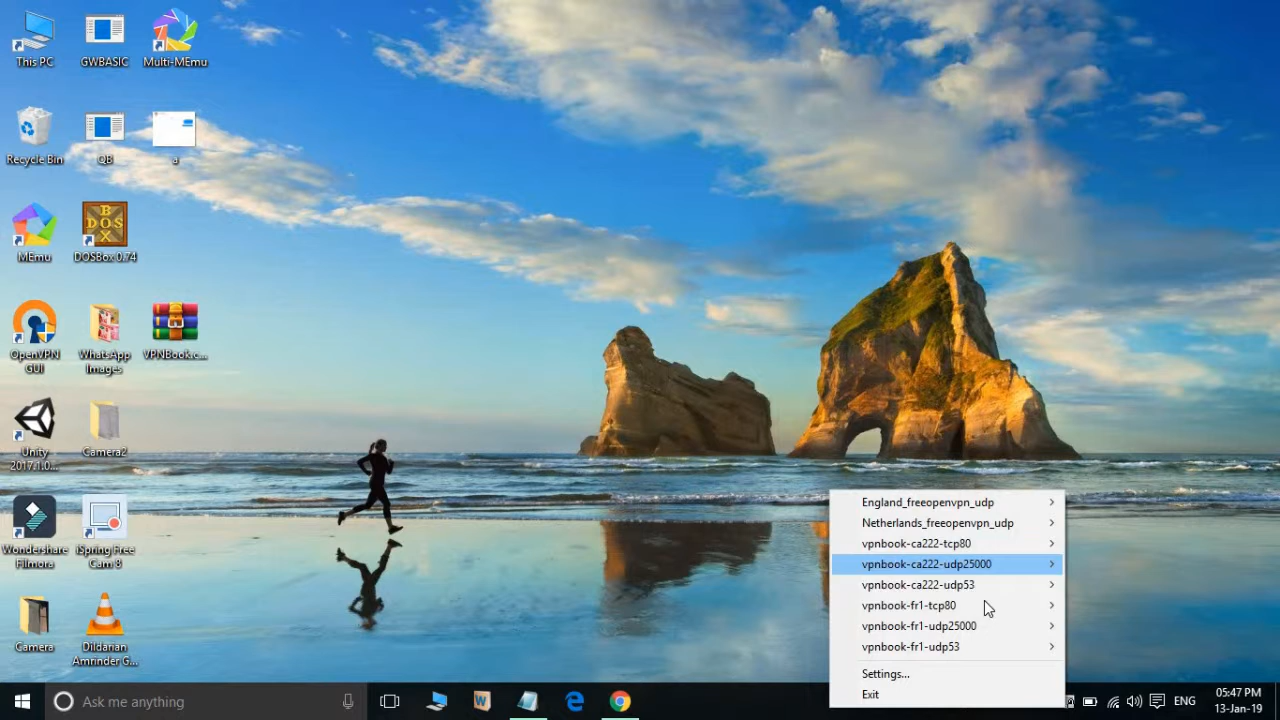 This PC
GWBASIC
Multi-MEmu
Recycle Bin
QB
a
MEmu
DOSBox 0.74
BOX
DOS
OpenVPN
GUI
WhatsApp
Images
VPNBook.c...
Unity
2017.1.0...
Camera2
Wondershare
Filmora
iSpring Free
Cam 8
Camera
Dildarian
Amrinder G...
England_freeopenvpn_udp
Netherlands_freeopenvpn_udp
vpnbook-ca222-tcp80
vpnbook-ca222-udp25000
vpnbook-ca222-udp53
vpnbook-fr1-tcp80
vpnbook-fr1-udp25000
vpnbook-fr1-udp53
Settings...
Exit
Ask me anything
W
ENG
05:47 PM
13-Jan-19